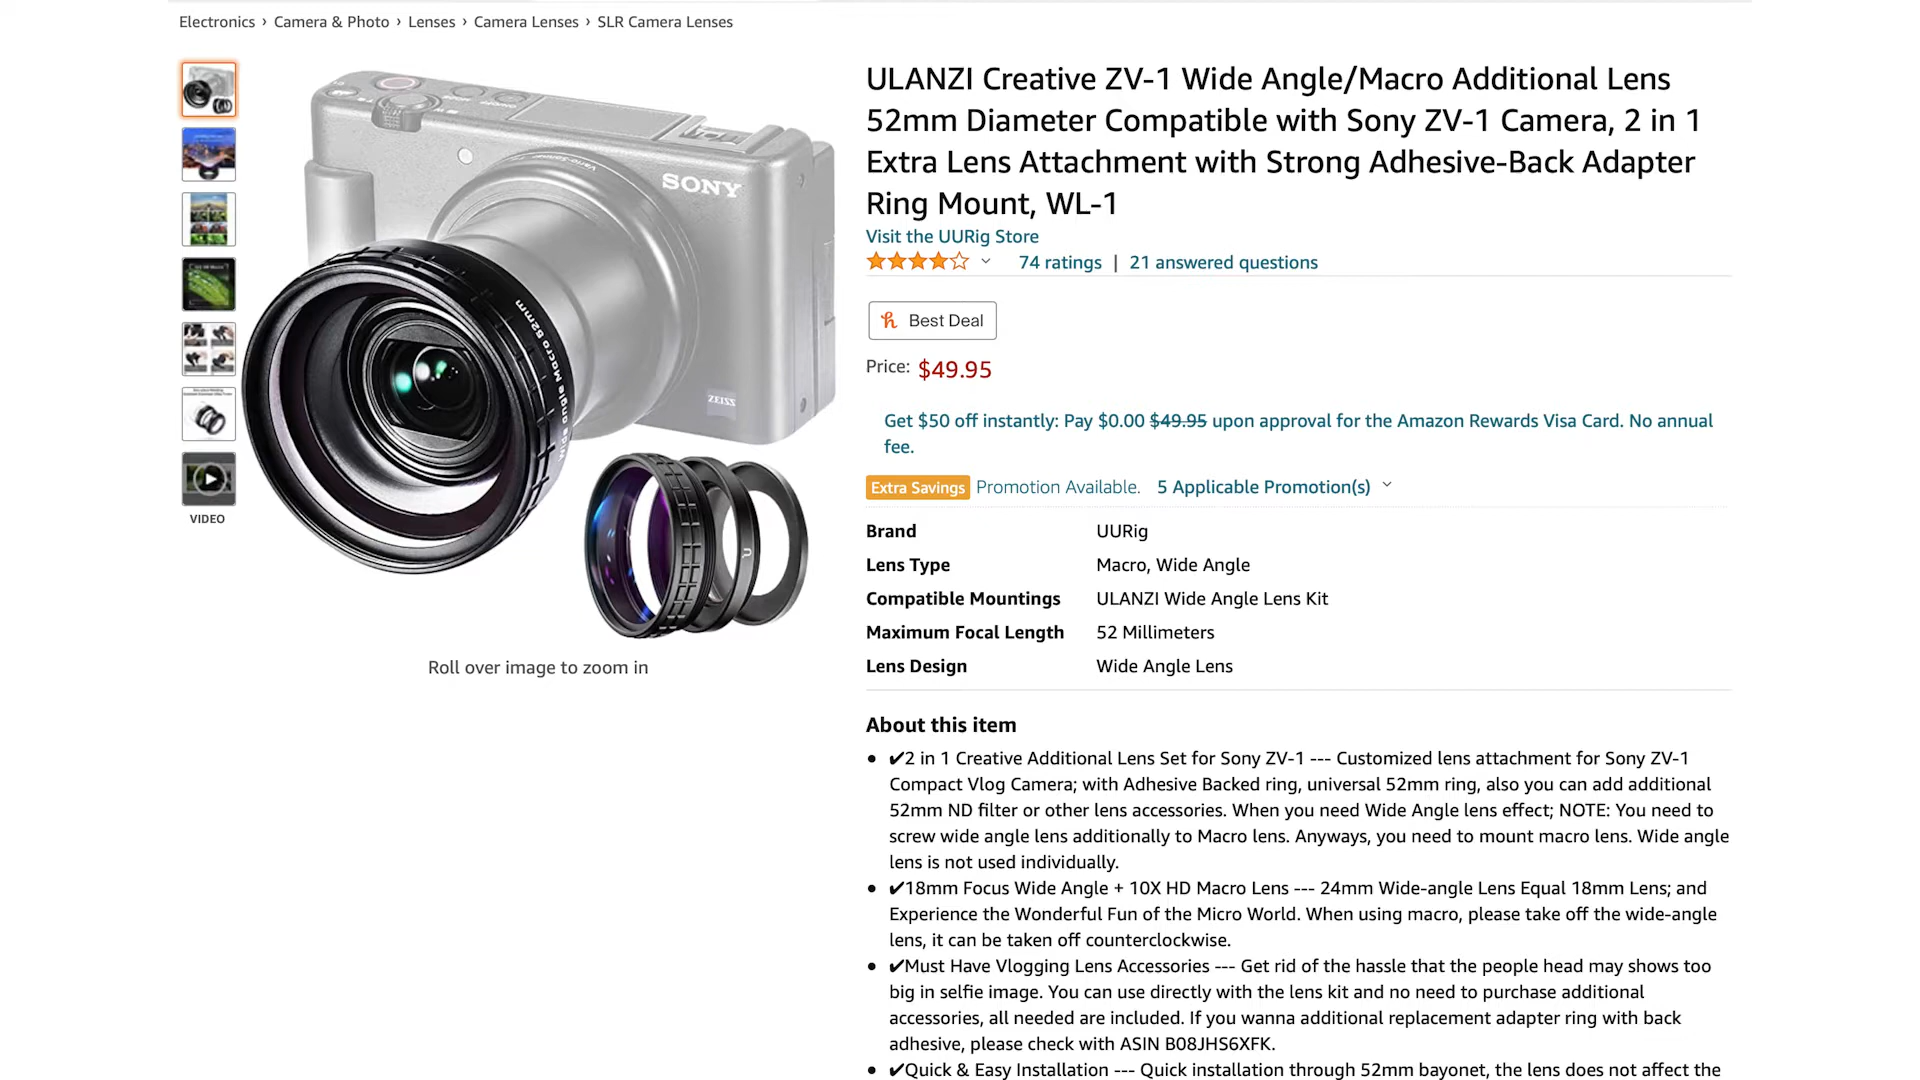 Electronics › Camera & Photo › Lenses › Camera Lenses › SLR Camera Lenses
VIDEO
SONY
ZEISS
Wide Angle Macro 52mm
Roll over image to zoom in
ULANZI Creative ZV-1 Wide Angle/Macro Additional Lens
52mm Diameter Compatible with Sony ZV-1 Camera, 2 in 1
Extra Lens Attachment with Strong Adhesive-Back Adapter
Ring Mount, WL-1
Visit the UURig Store
74 ratings | 21 answered questions
Best Deal
Price: $49.95
Get $50 off instantly: Pay $0.00 $49.95 upon approval for the Amazon Rewards Visa Card. No annual
fee.
Extra Savings Promotion Available. 5 Applicable Promotion(s)
Brand UURig
Lens Type Macro, Wide Angle
Compatible Mountings ULANZI Wide Angle Lens Kit
Maximum Focal Length 52 Millimeters
Lens Design Wide Angle Lens
About this item
• ✔2 in 1 Creative Additional Lens Set for Sony ZV-1 --- Customized lens attachment for Sony ZV-1
Compact Vlog Camera; with Adhesive Backed ring, universal 52mm ring, also you can add additional
52mm ND filter or other lens accessories. When you need Wide Angle lens effect; NOTE: You need to
screw wide angle lens additionally to Macro lens. Anyways, you need to mount macro lens. Wide angle
lens is not used individually.
• ✔18mm Focus Wide Angle + 10X HD Macro Lens --- 24mm Wide-angle Lens Equal 18mm Lens; and
Experience the Wonderful Fun of the Micro World. When using macro, please take off the wide-angle
lens, it can be taken off counterclockwise.
• ✔Must Have Vlogging Lens Accessories --- Get rid of the hassle that the people head may shows too
big in selfie image. You can use directly with the lens kit and no need to purchase additional
accessories, all needed are included. If you wanna additional replacement adapter ring with back
adhesive, please check with ASIN B08JHS6XFK.
• ✔Quick & Easy Installation --- Quick installation through 52mm bayonet, the lens does not affect the